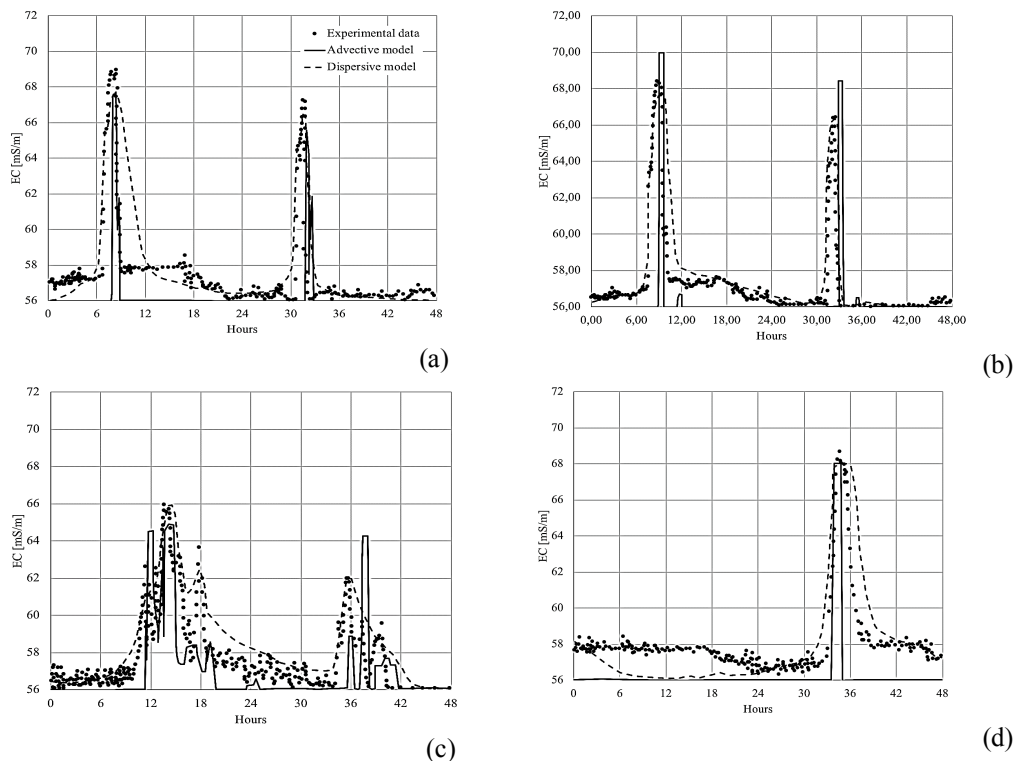 72
70
68
66
64
62
60
58
56
EC [mS/m]
0 6 12 18 24 30 36 42 48
Hours
Experimental data
Advective model
Dispersive model
(a)
72,00
70,00
68,00
66,00
64,00
62,00
60,00
58,00
56,00
EC [mS/m]
0,00 6,00 12,00 18,00 24,00 30,00 36,00 42,00 48,00
Hours
(b)
72
70
68
66
64
62
60
58
56
EC [mS/m]
0 6 12 18 24 30 36 42 48
Hours
(c)
72
70
68
66
64
62
60
58
56
EC [mS/m]
0 6 12 18 24 30 36 42 48
Hours
(d)